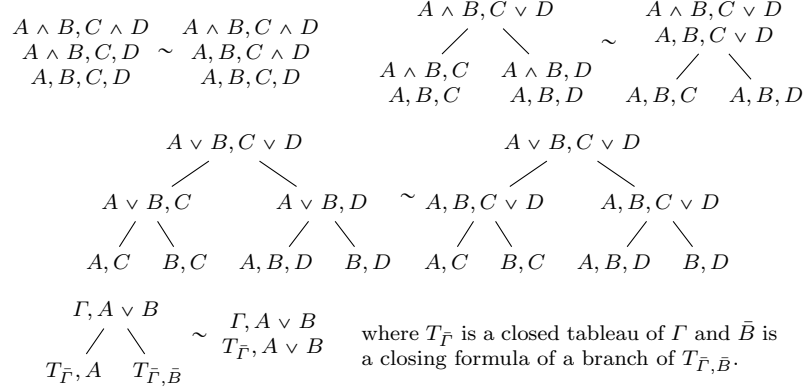 A ∧ B, C ∧ D
A ∧ B, C, D
A, B, C, D
∼
A ∧ B, C ∧ D
A, B, C ∧ D
A, B, C, D
A ∧ B, C ∨ D
A ∧ B, C A ∧ B, D
A, B, C A, B, D
∼
A ∧ B, C ∨ D
A, B, C ∨ D
A, B, C A, B, D
A ∨ B, C ∨ D
A ∨ B, C A ∨ B, D
A, C B, C A, B, D B, D
∼
A ∨ B, C ∨ D
A, B, C ∨ D A, B, C ∨ D
A, C B, C A, B, D B, D
Γ, A ∨ B
T_Γ̄, A T_Γ̄,B̄
∼
Γ, A ∨ B
T_Γ̄, A ∨ B
where T_Γ̄ is a closed tableau of Γ and B̄ is
a closing formula of a branch of T_Γ̄,B̄.